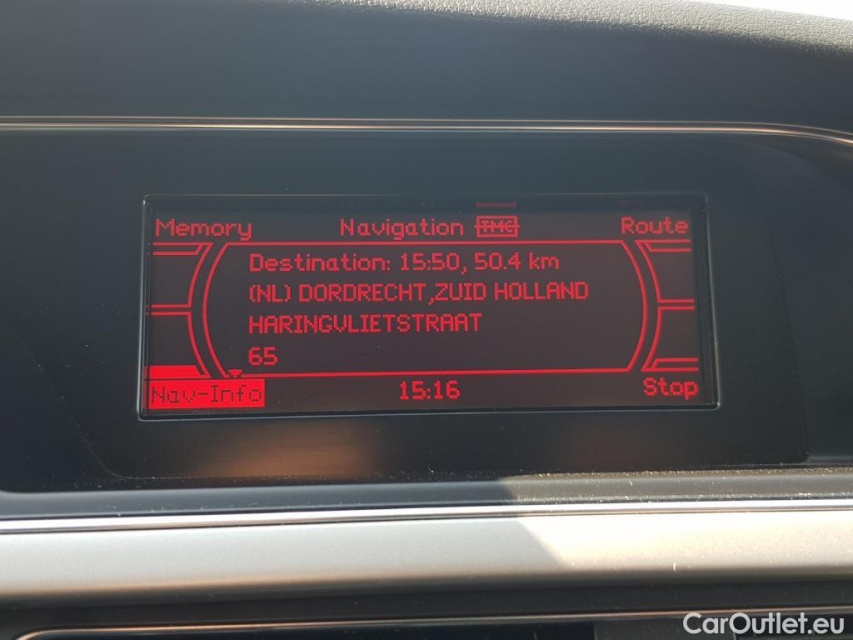 Memory Navigation TMC Route
Destination: 15:50, 50.4 km
(NL) DORDRECHT,ZUID HOLLAND
HARINGVLIETSTRAAT
65
Nav-Info 15:16 Stop
CarOutlet.eu